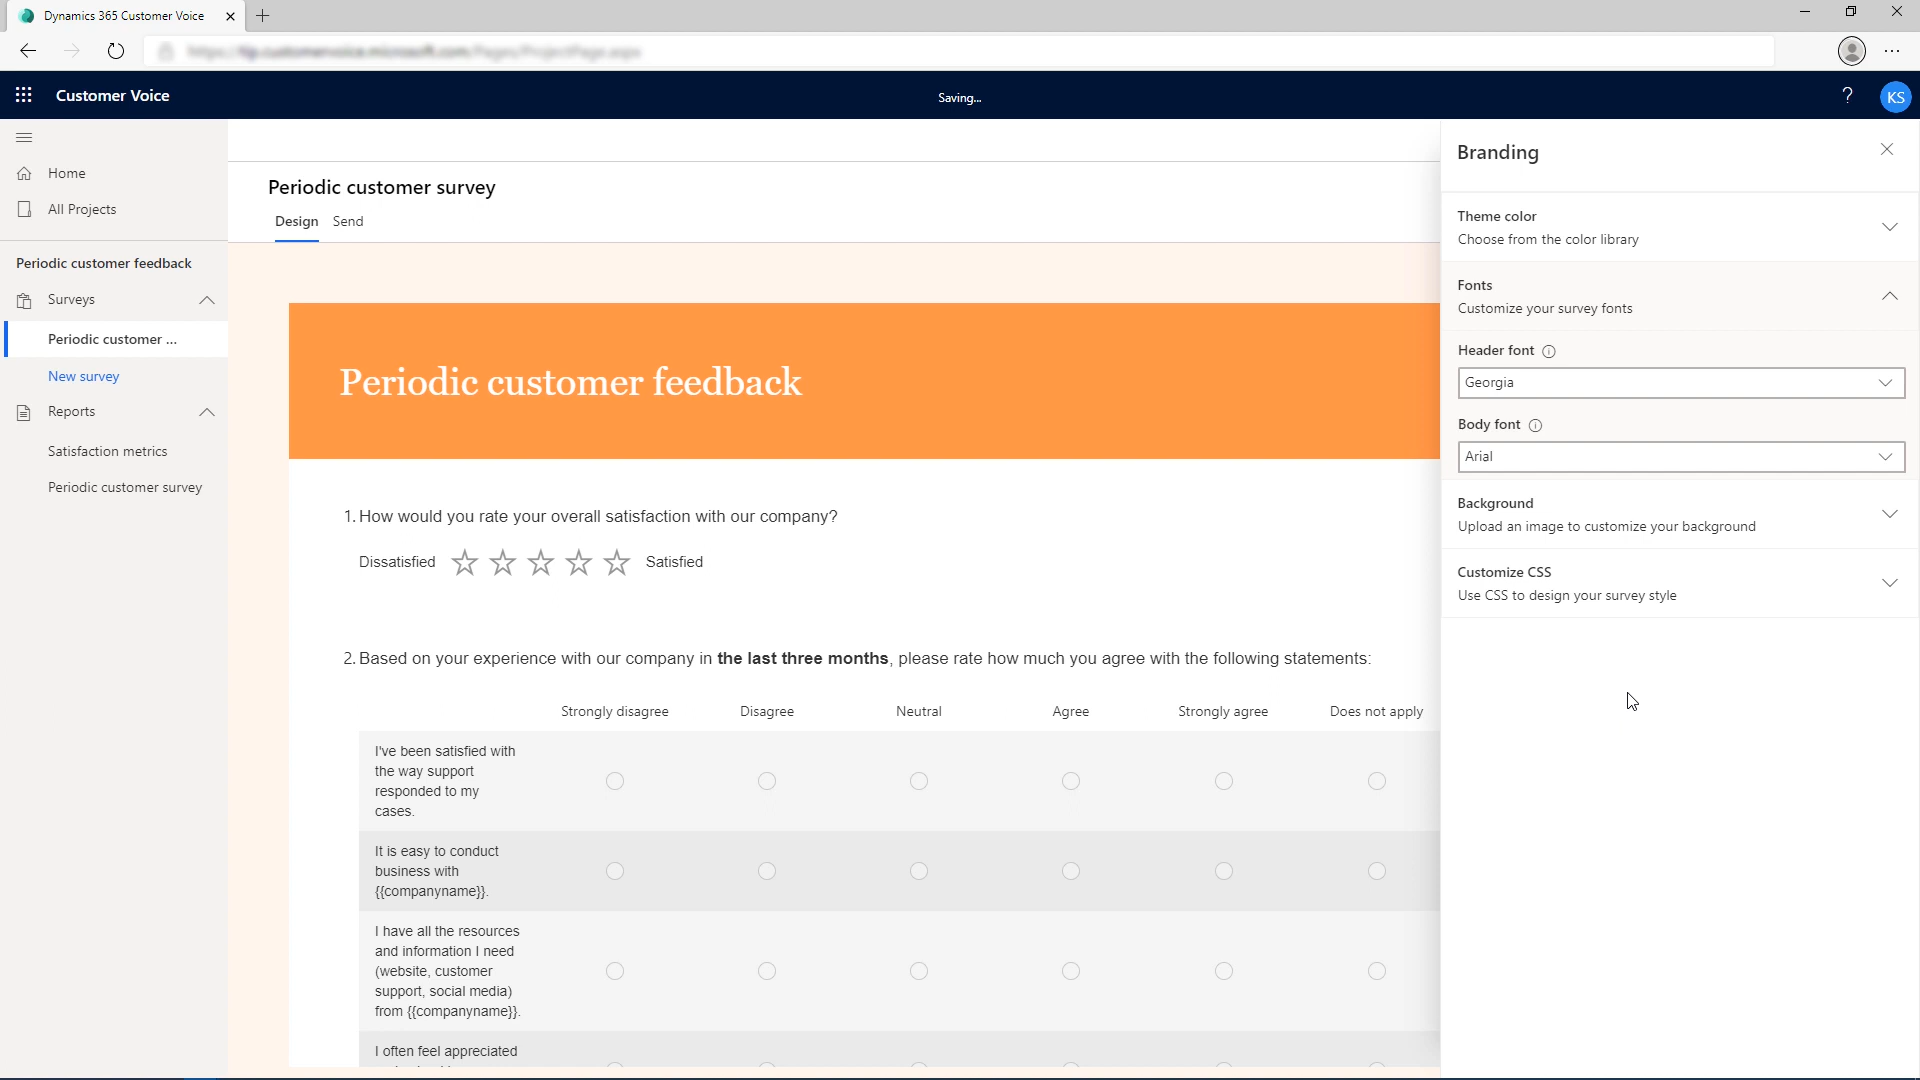 Dynamics 365 Customer Voice
Customer Voice
Saving...
?
KS
Home
All Projects
Periodic customer feedback
Surveys
Periodic customer ...
New survey
Reports
Satisfaction metrics
Periodic customer survey
Periodic customer survey
Design Send
Periodic customer feedback
1. How would you rate your overall satisfaction with our company?
Dissatisfied Satisfied
2. Based on your experience with our company in the last three months, please rate how much you agree with the following statements:
Strongly disagree Disagree Neutral Agree Strongly agree Does not apply
I've been satisfied with
the way support
responded to my
cases.
It is easy to conduct
business with
{{companyname}}.
I have all the resources
and information I need
(website, customer
support, social media)
from {{companyname}}.
I often feel appreciated
Branding
Theme color
Choose from the color library
Fonts
Customize your survey fonts
Header font
Georgia
Body font
Arial
Background
Upload an image to customize your background
Customize CSS
Use CSS to design your survey style